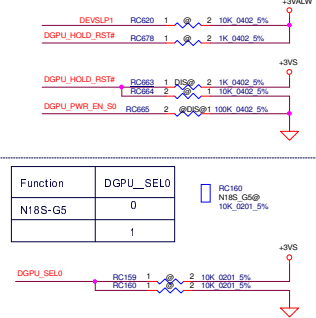 +3VALW
DEVSLP1 RC620 1 @ 2 10K_0402_5%
DGPU_HOLD_RST# RC678 1 @ 2 1K_0402_5%
+3VS
DGPU_HOLD_RST# RC663 1 DIS@ 2 1K_0402_5%
RC664 2 @ 1 10K_0402_5%
DGPU_PWR_EN_S0 RC665 2 @DIS@1 100K_0402_5%
Function DGPU_SEL0
N18S-G5 0
1
RC160
N18S_G5@
10K_0201_5%
+3VS
DGPU_SEL0 RC159 1 @ 2 10K_0201_5%
RC160 1 @ 2 10K_0201_5%